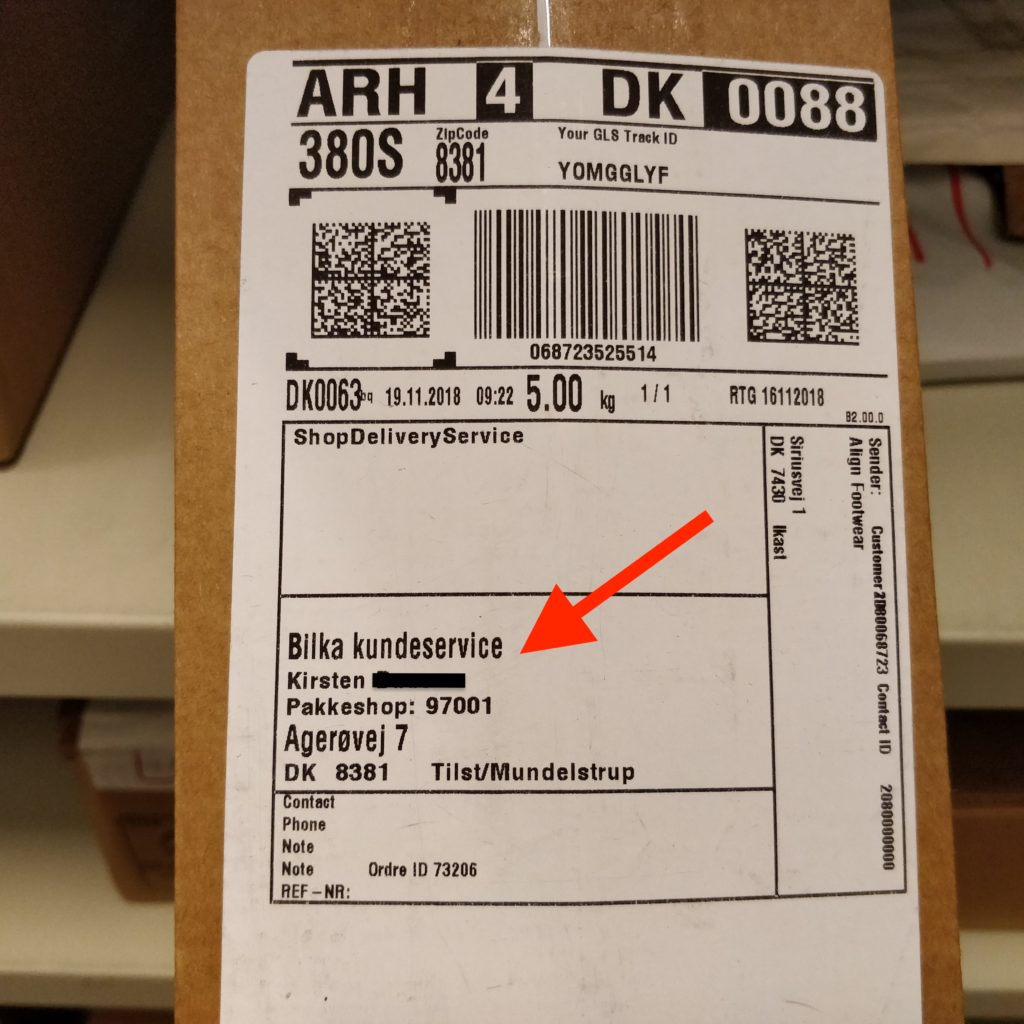 ARH 4 DK 0088
380S ZipCode 8381 Your GLS Track ID YOMGGLYF
068723525514
DK0063bq 19.11.2018 09:22 5.00 kg 1/1 RTG 16112018
B2.00.0
ShopDeliveryService
Bilka kundeservice
Kirsten
Pakkeshop: 97001
Agerøvej 7
DK 8381 Tilst/Mundelstrup
Contact
Phone
Note
Note Ordre ID 73206
REF-NR:
Sender: Contact ID 2080000000
Align Footwear
Siriusvej 1
DK 7430 Ikast